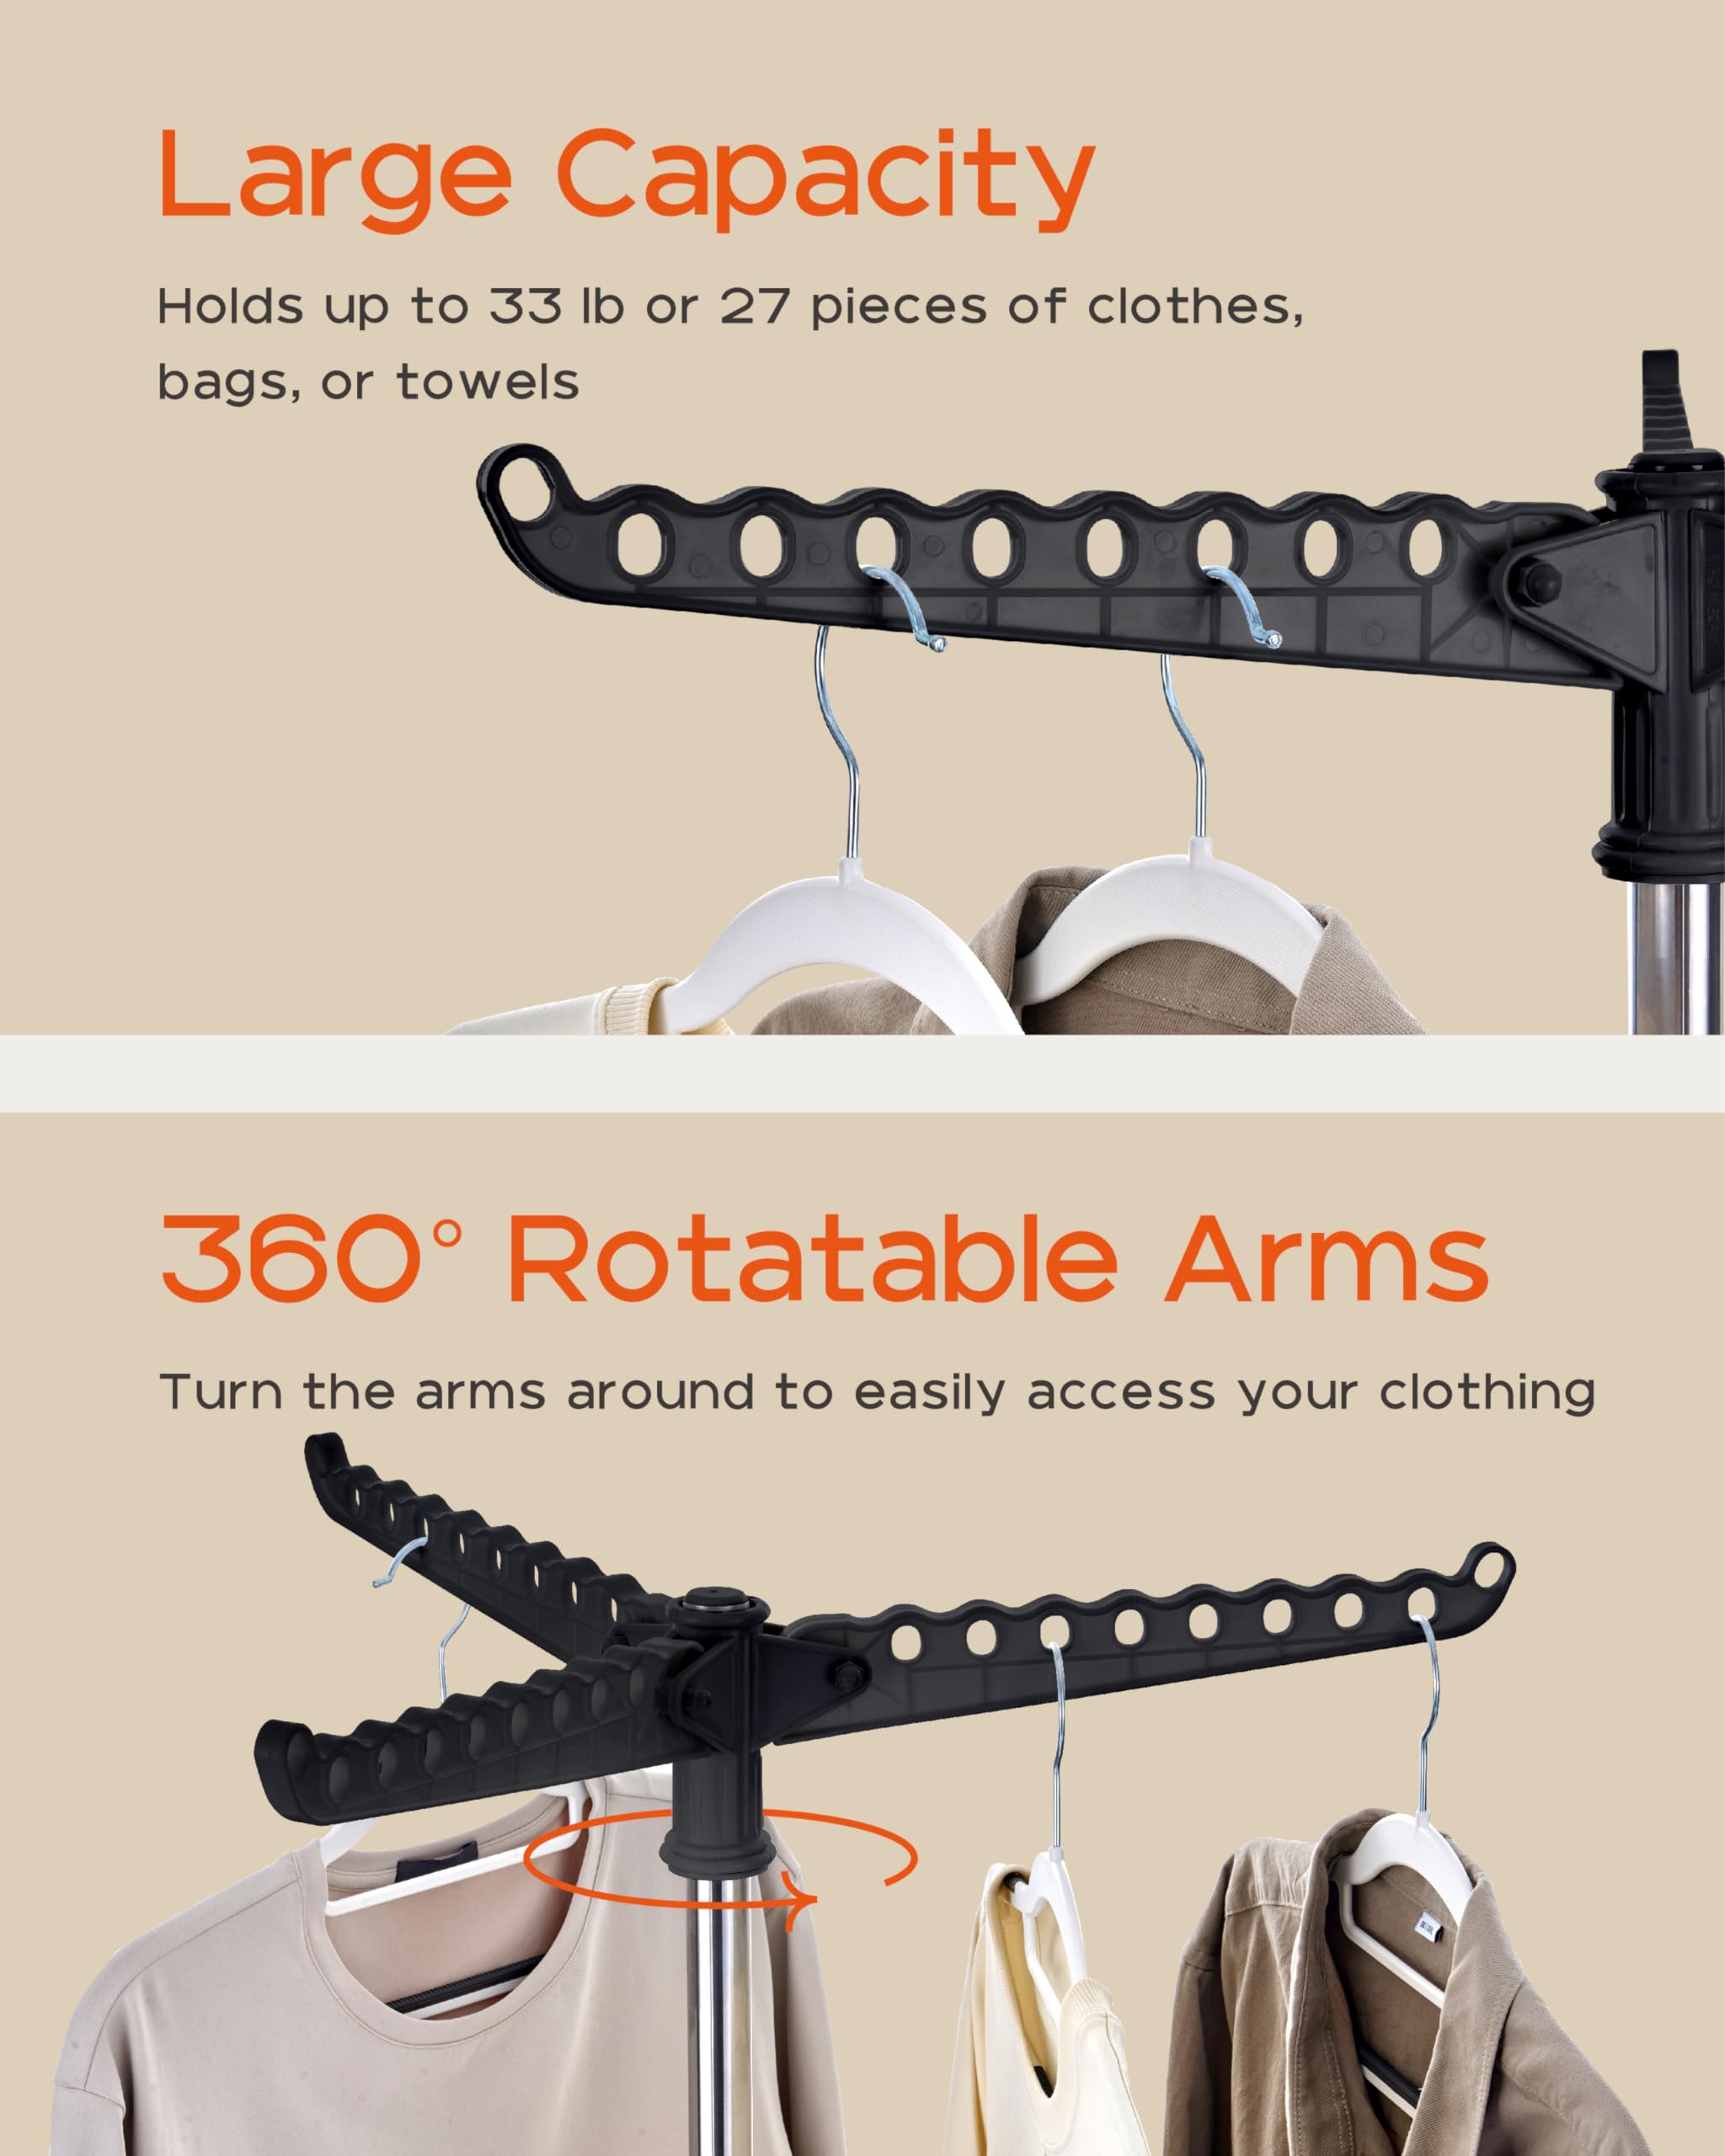 Large Capacity
Holds up to 33 lb or 27 pieces of clothes,
bags, or towels
360° Rotatable Arms
Turn the arms around to easily access your clothing